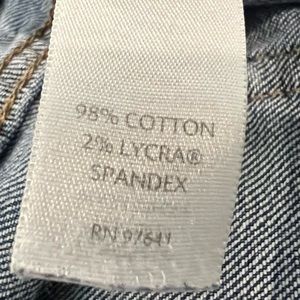 98% COTTON
2% LYCRA®
SPANDEX
RN 97641